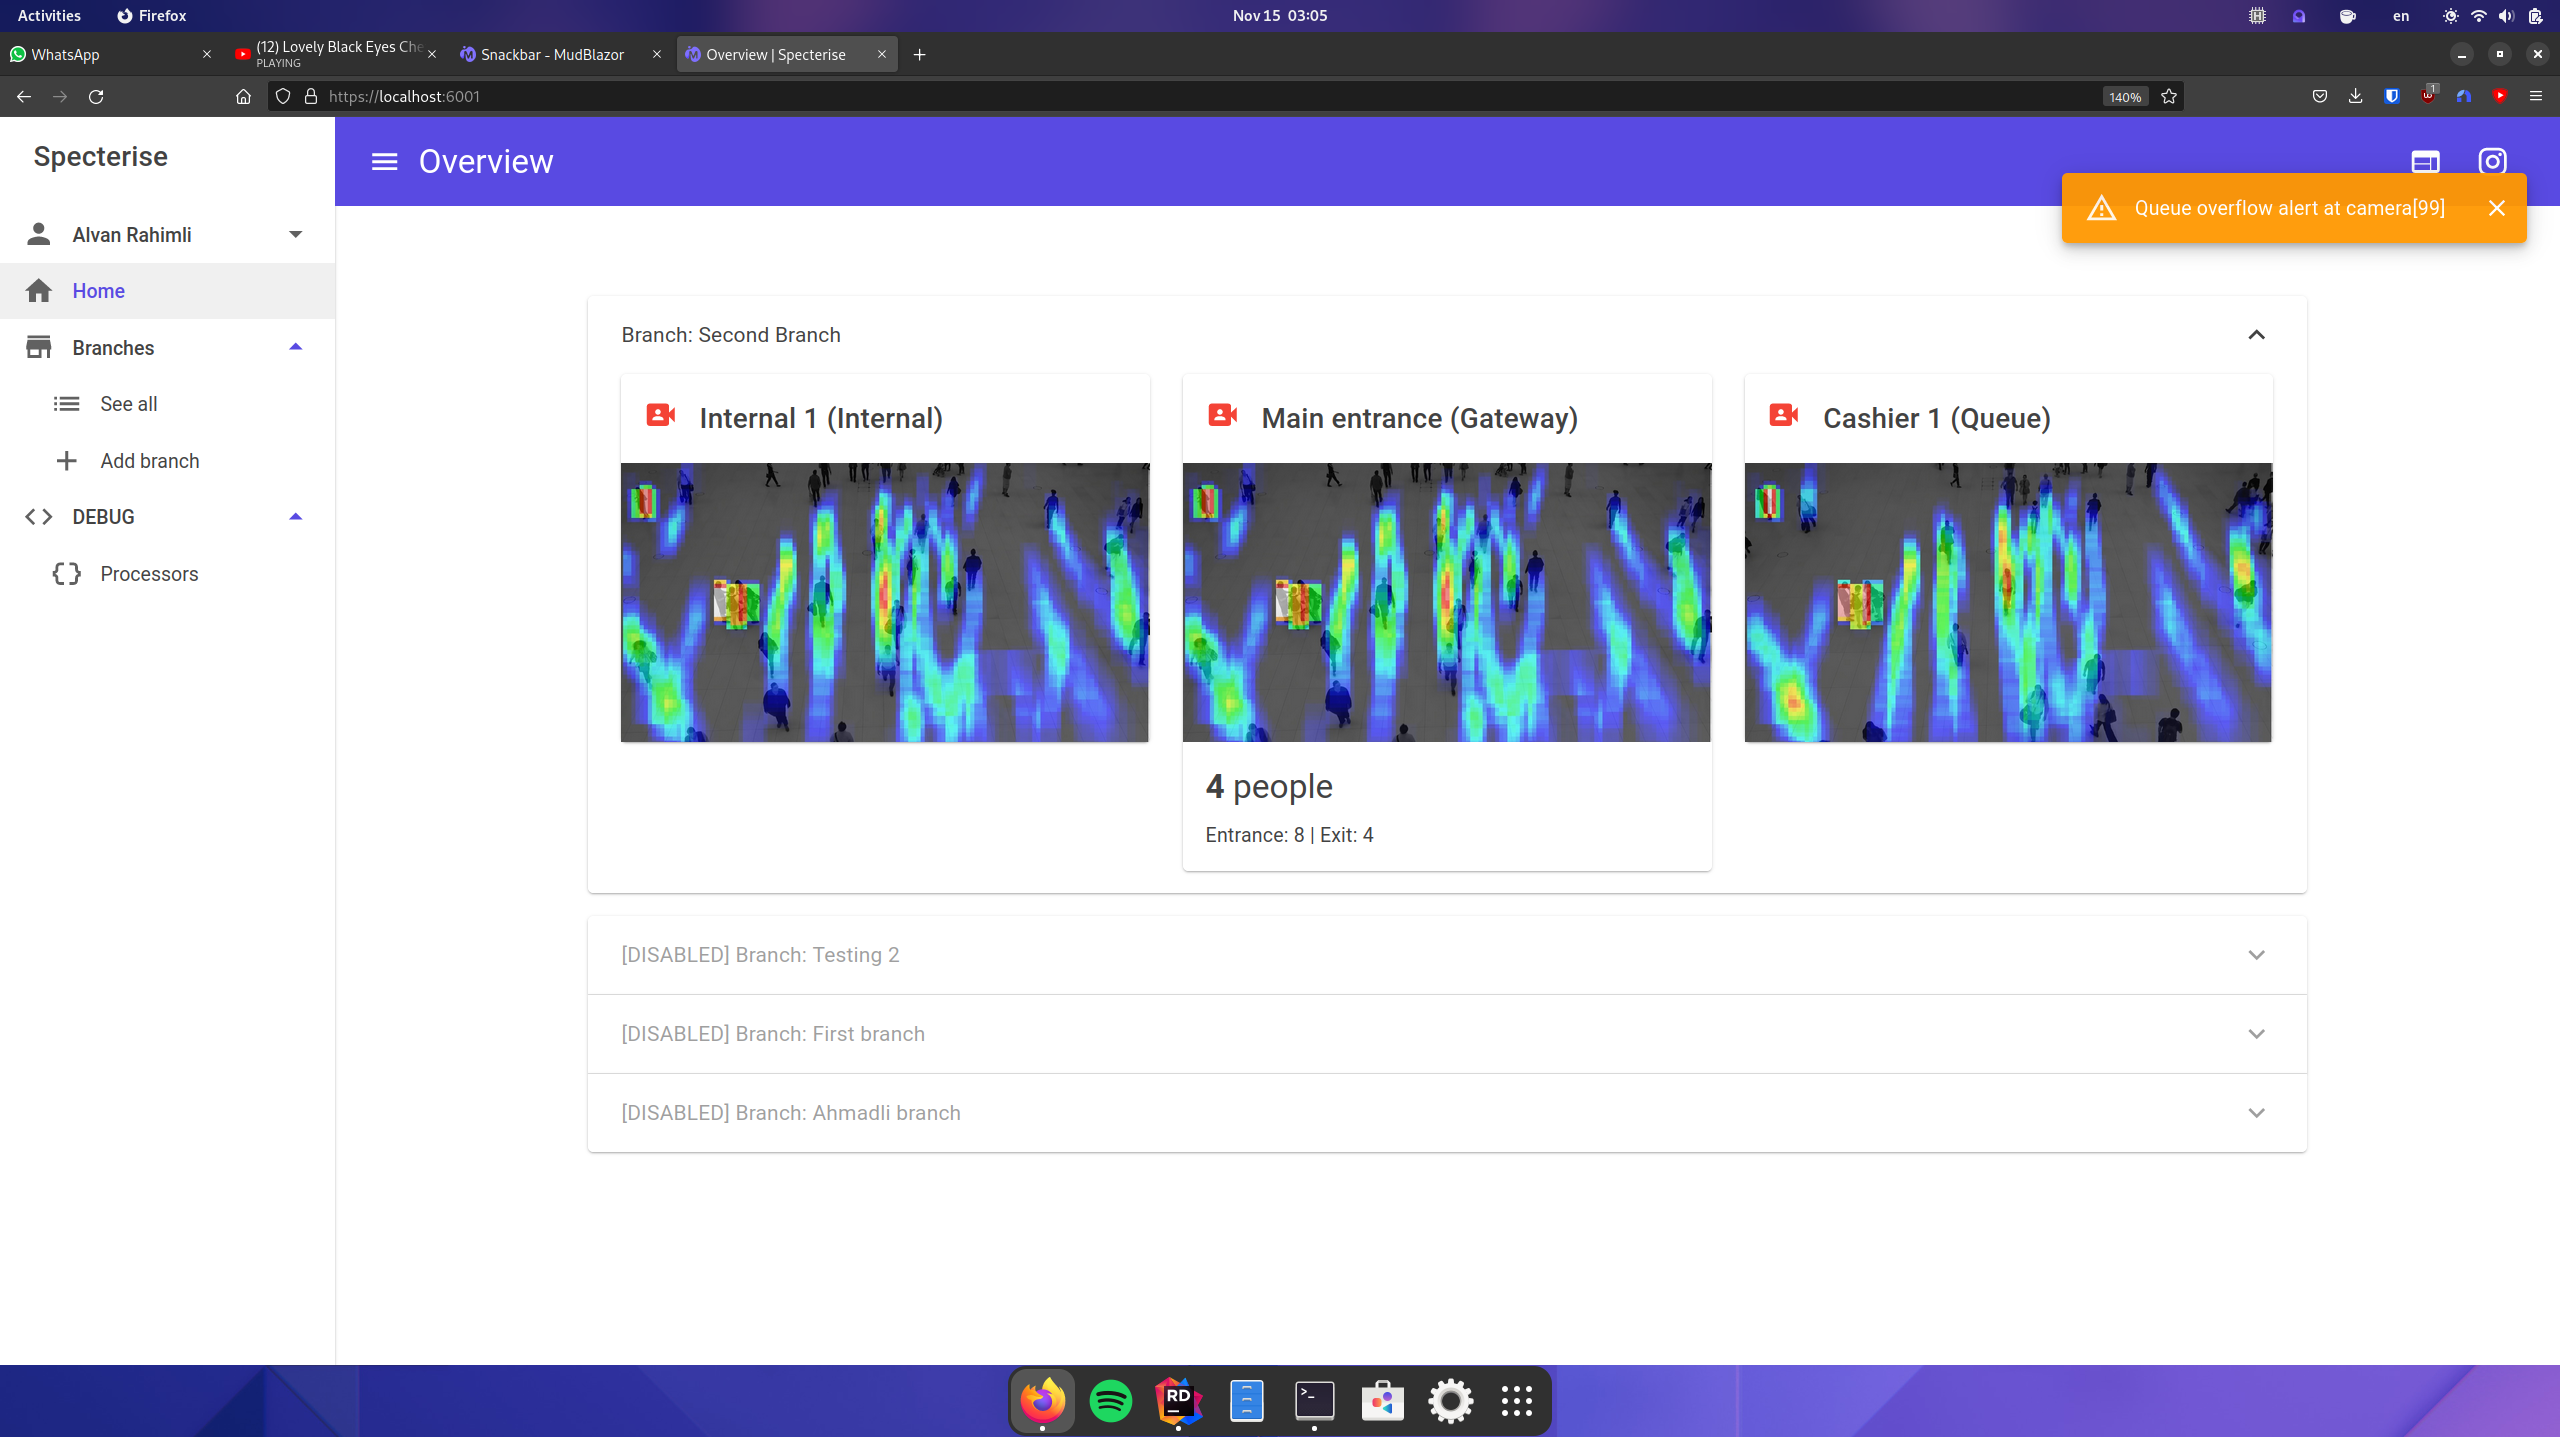 Activities
Firefox
Nov 15 03:05
en
WhatsApp
(12) Lovely Black Eyes Che
PLAYING
Snackbar - MudBlazor
Overview | Specterise
https://localhost:6001
140%
1
Specterise
Overview
Queue overflow alert at camera[99]
Alvan Rahimli
Home
Branches
See all
Add branch
DEBUG
Processors
Branch: Second Branch
Internal 1 (Internal)
Main entrance (Gateway)
Cashier 1 (Queue)
4 people
Entrance: 8 | Exit: 4
[DISABLED] Branch: Testing 2
[DISABLED] Branch: First branch
[DISABLED] Branch: Ahmadli branch
RD